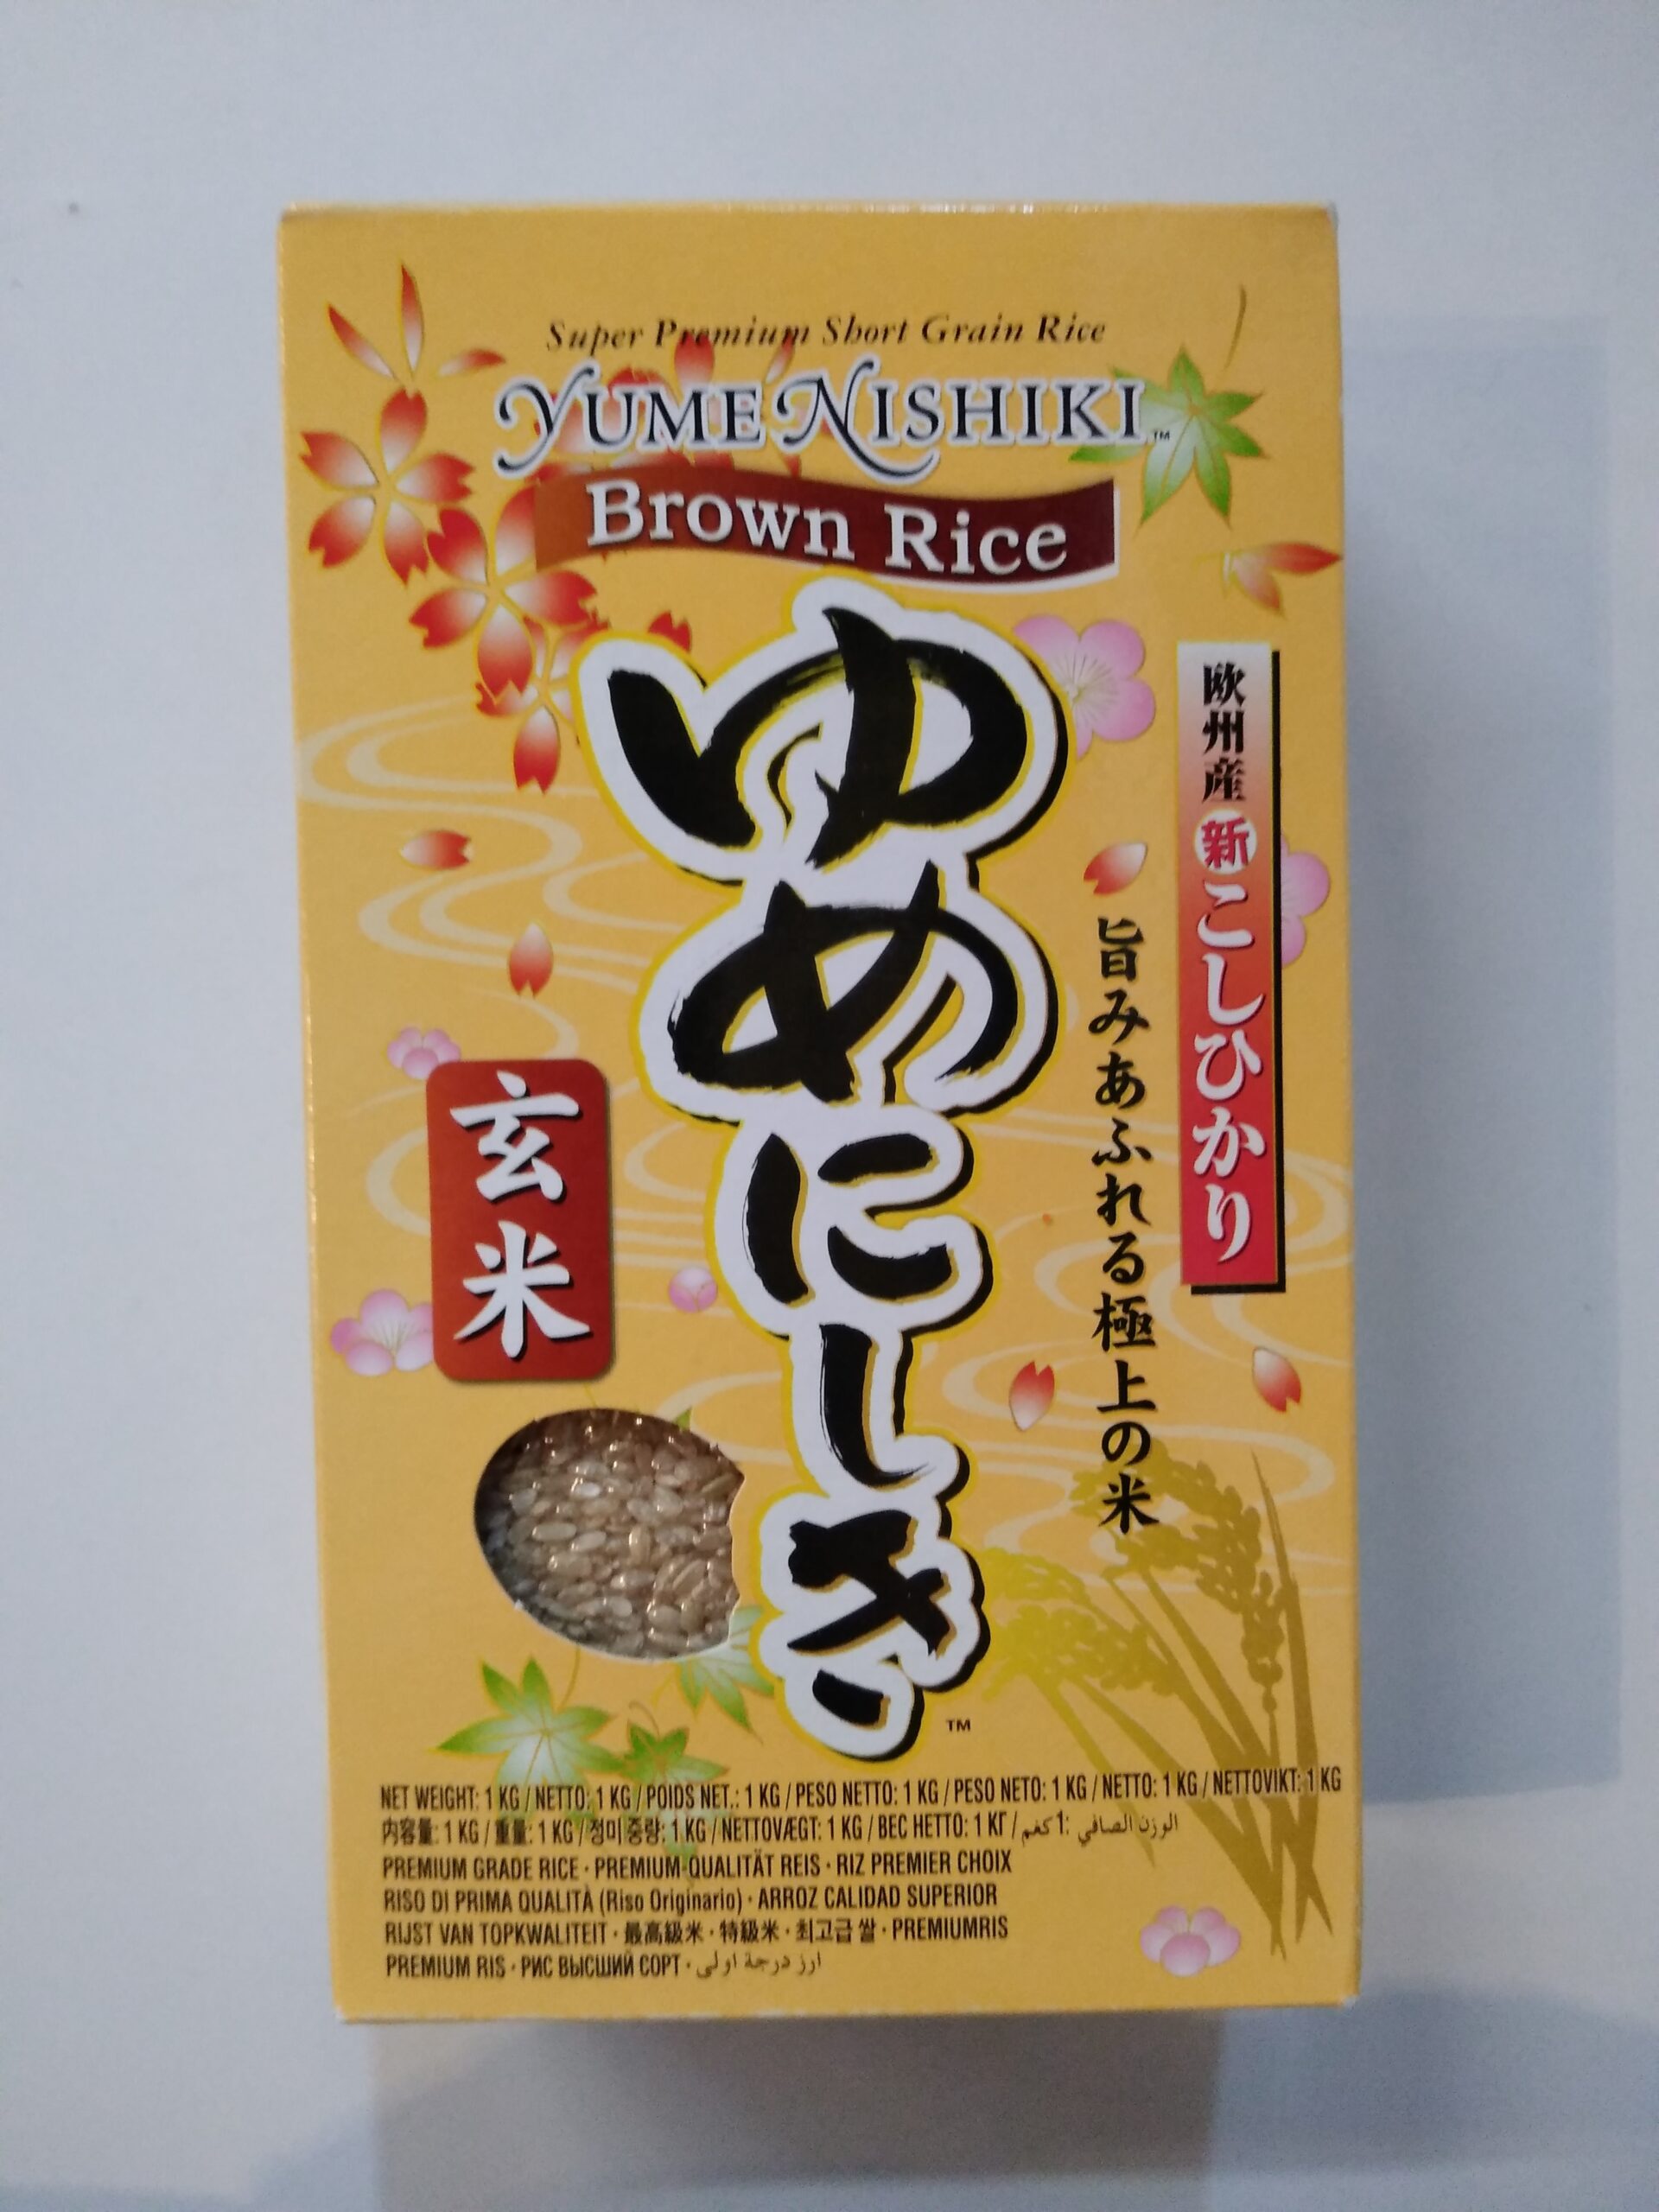 Super Premium Short Grain Rice
YUME NISHIKI™
Brown Rice
ゆめにしき™
欧州産新こしひかり
旨みあふれる極上の米
玄米
NET WEIGHT: 1 KG / NETTO: 1 KG / POIDS NET.: 1 KG / PESO NETTO: 1 KG / PESO NETO: 1 KG / NETTO: 1 KG / NETTOVIKT: 1 KG
内容量: 1 KG / 重量: 1 KG / 정미 중량: 1 KG / NETTOVÆGT: 1 KG / ВЕС НЕТТО: 1 КГ / الوزن الصافي :1 كغم
PREMIUM GRADE RICE · PREMIUM-QUALITÄT REIS · RIZ PREMIER CHOIX
RISO DI PRIMA QUALITÀ (Riso Originario) · ARROZ CALIDAD SUPERIOR
RIJST VAN TOPKWALITEIT · 最高級米 · 特級米 · 최고급 쌀 · PREMIUMRIS
PREMIUM RIS · РИС ВЫСШИЙ СОРТ · ارز درجة اولى